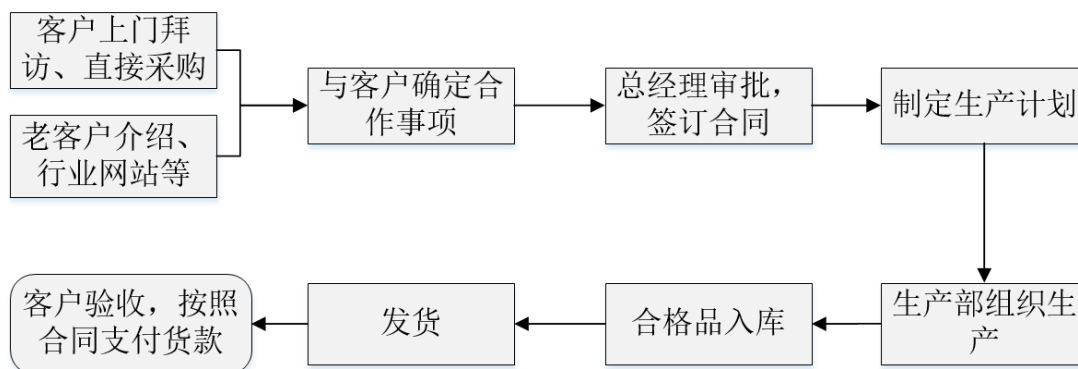 客户上门拜
访、直接采购
老客户介绍、
行业网站等
与客户确定合
作事项
总经理审批，
签订合同
制定生产计划
生产部组织生
产
合格品入库
发货
客户验收，按照
合同支付货款